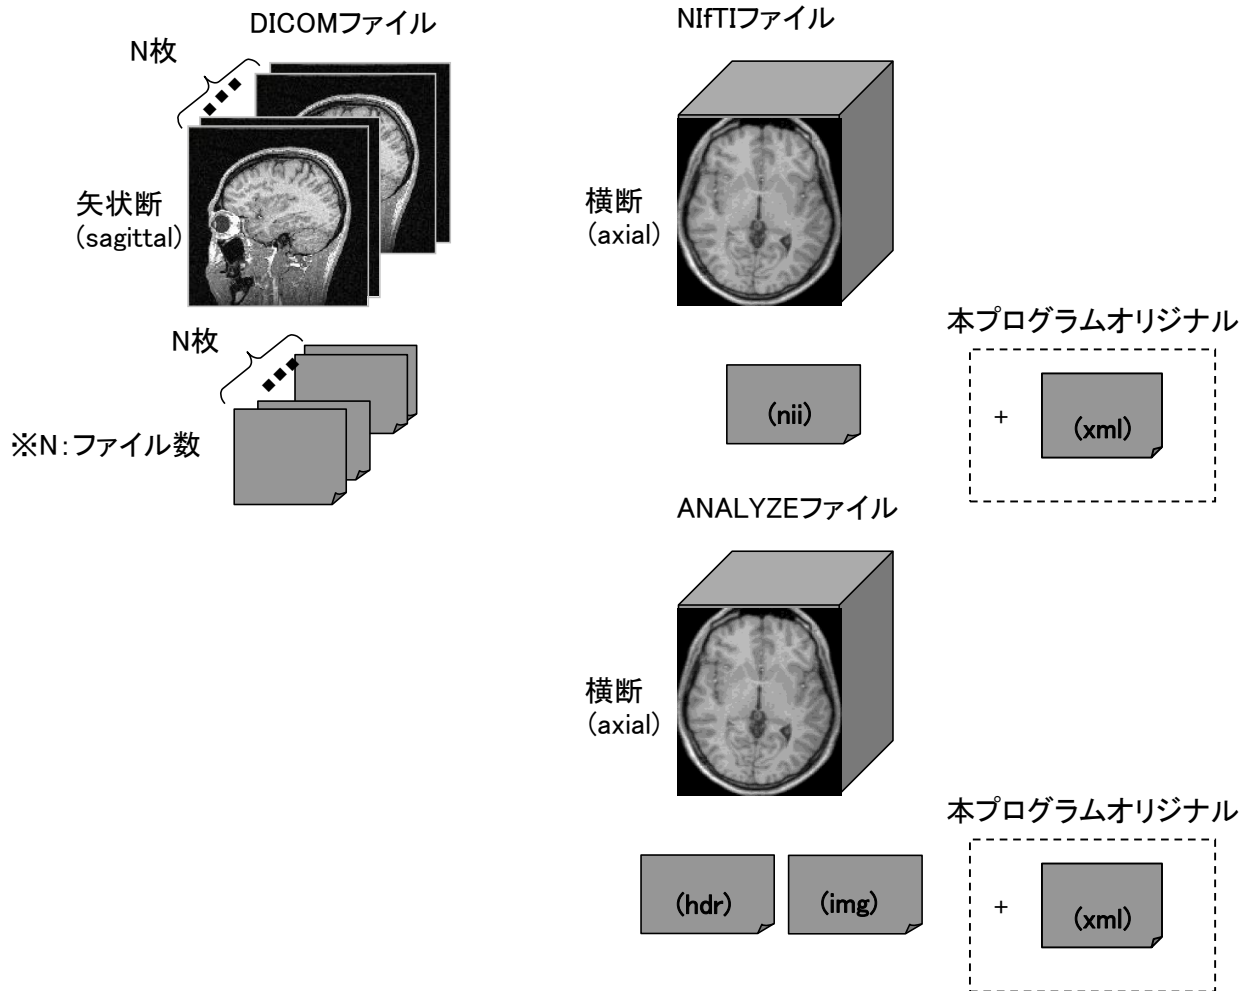 DICOMファイル
N枚
矢状断
(sagittal)
N枚
※N:ファイル数
NIfTIファイル
横断
(axial)
(nii)
本プログラムオリジナル
+
(xml)
ANALYZEファイル
横断
(axial)
(hdr)
(img)
本プログラムオリジナル
+
(xml)